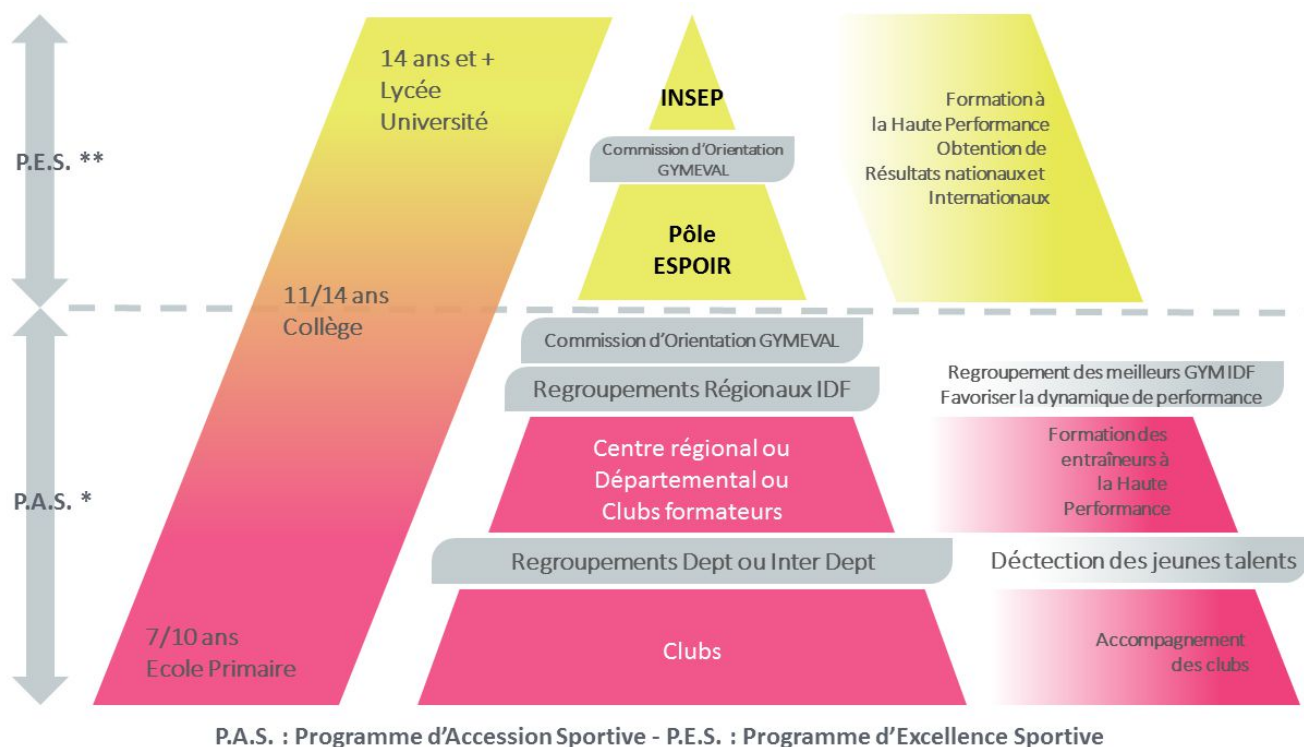 14 ans et +
Lycée
Université
P.E.S. **
INSEP
Commission d'Orientation
GYMEVAL
Pôle
ESPOIR
Formation à
la Haute Performance
Obtention de
Résultats nationaux et
Internationaux
11/14 ans
Collège
Commission d'Orientation GYMEVAL
Regroupements Régionaux IDF
Regroupement des meilleurs GYM IDF
Favoriser la dynamique de performance
P.A.S. *
Centre régional ou
Départemental ou
Clubs formateurs
Formation des
entraîneurs à
la Haute
Performance
Regroupements Dept ou Inter Dept
Déctection des jeunes talents
7/10 ans
Ecole Primaire
Clubs
Accompagnement
des clubs
P.A.S. : Programme d'Accession Sportive - P.E.S. : Programme d'Excellence Sportive